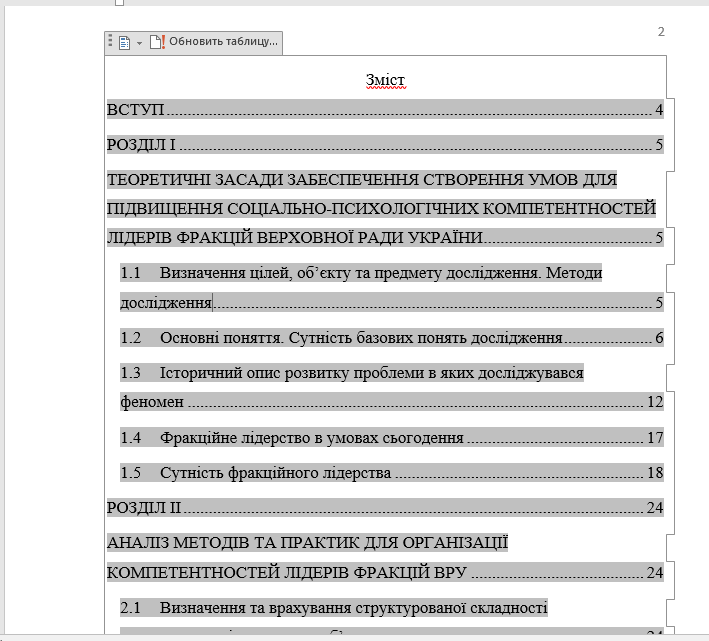 2
Обновить таблицу...
Зміст
ВСТУП 4
РОЗДІЛ І 5
ТЕОРЕТИЧНІ ЗАСАДИ ЗАБЕСПЕЧЕННЯ СТВОРЕННЯ УМОВ ДЛЯ
ПІДВИЩЕННЯ СОЦІАЛЬНО-ПСИХОЛОГІЧНИХ КОМПЕТЕНТНОСТЕЙ
ЛІДЕРІВ ФРАКЦІЙ ВЕРХОВНОЇ РАДИ УКРАЇНИ 5
1.1 Визначення цілей, об’єкту та предмету дослідження. Методи
дослідження 5
1.2 Основні поняття. Сутність базових понять дослідження 6
1.3 Історичний опис розвитку проблеми в яких досліджувався
феномен 12
1.4 Фракційне лідерство в умовах сьогодення 17
1.5 Сутність фракційного лідерства 18
РОЗДІЛ ІІ 24
АНАЛІЗ МЕТОДІВ ТА ПРАКТИК ДЛЯ ОРГАНІЗАЦІЇ
КОМПЕТЕНТНОСТЕЙ ЛІДЕРІВ ФРАКЦІЙ ВРУ 24
2.1 Визначення та врахування структурованої складності
24